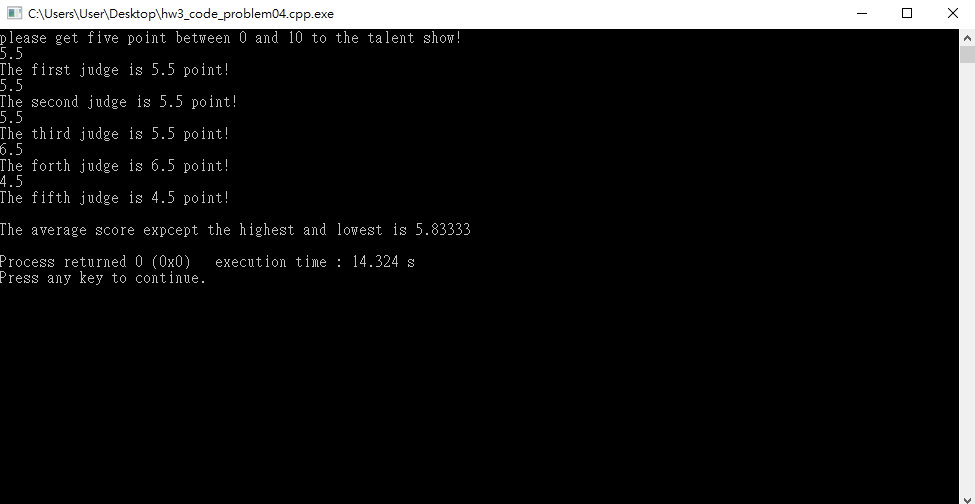 C:\Users\User\Desktop\hw3_code_problem04.cpp.exe
please get five point between 0 and 10 to the talent show!
5.5
The first judge is 5.5 point!
5.5
The second judge is 5.5 point!
5.5
The third judge is 5.5 point!
6.5
The forth judge is 6.5 point!
4.5
The fifth judge is 4.5 point!
The average score expcept the highest and lowest is 5.83333
Process returned 0 (0x0)   execution time : 14.324 s
Press any key to continue.